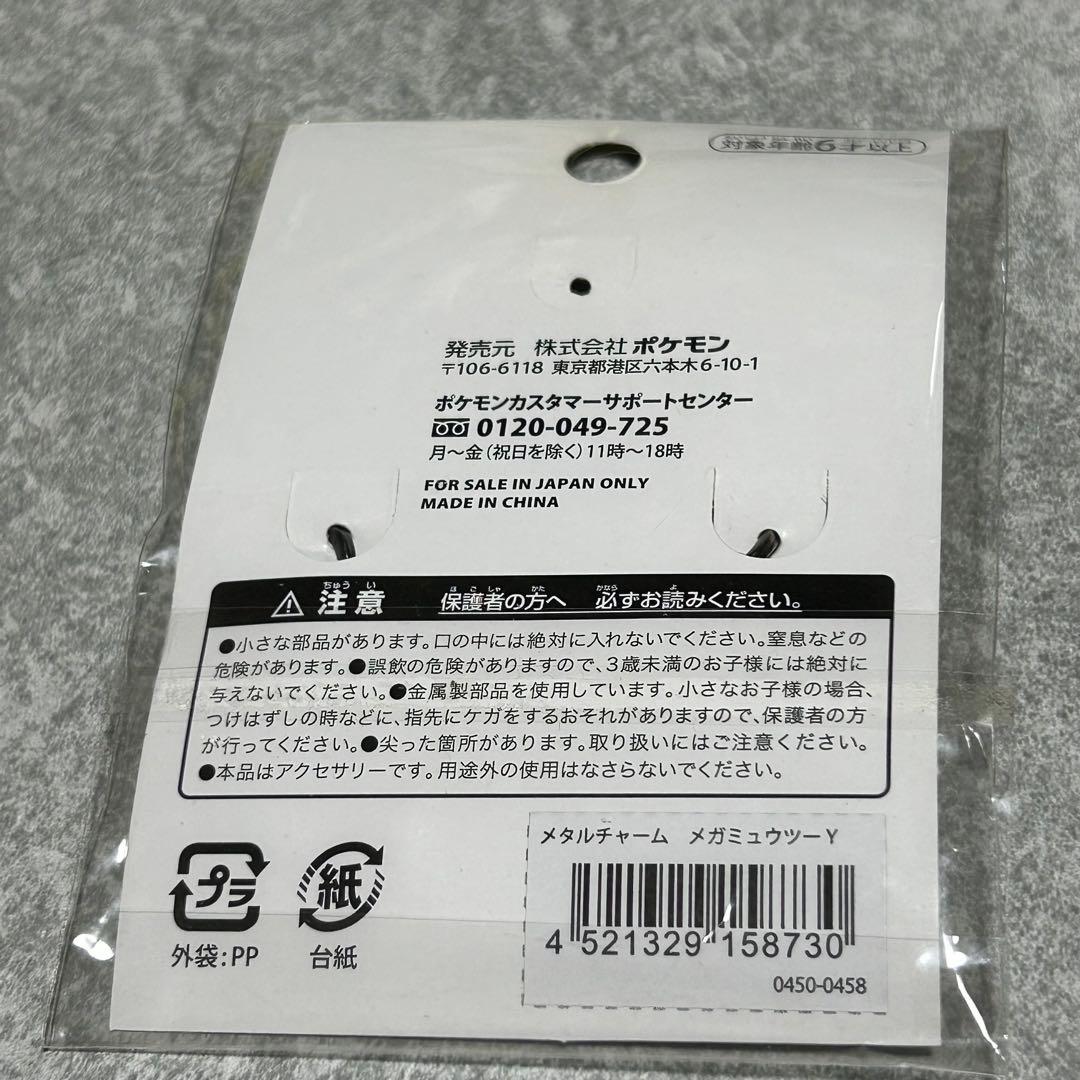 対象年齢6才以上
発売元 株式会社 ポケモン
〒106-6118 東京都港区六本木6-10-1
ポケモンカスタマーサポートセンター
0120-049-725
月〜金（祝日を除く）11時〜18時
FOR SALE IN JAPAN ONLY
MADE IN CHINA
ちゅう い ほ ご しゃ かた かなら よ
⚠ 注意 保護者の方へ 必ずお読みください。
●小さな部品があります。口の中には絶対に入れないでください。窒息などの
危険があります。●誤飲の危険がありますので、3歳未満のお子様には絶対に
与えないでください。●金属製部品を使用しています。小さなお子様の場合、
つけはずしの時などに、指先にケガをするおそれがありますので、保護者の方
が行ってください。●尖った箇所があります。取り扱いにはご注意ください。
●本品はアクセサリーです。用途外の使用はなさらないでください。
プラ
外袋:PP
紙
台紙
メタルチャーム メガミュウツーY
4 521329 158730
0450-0458